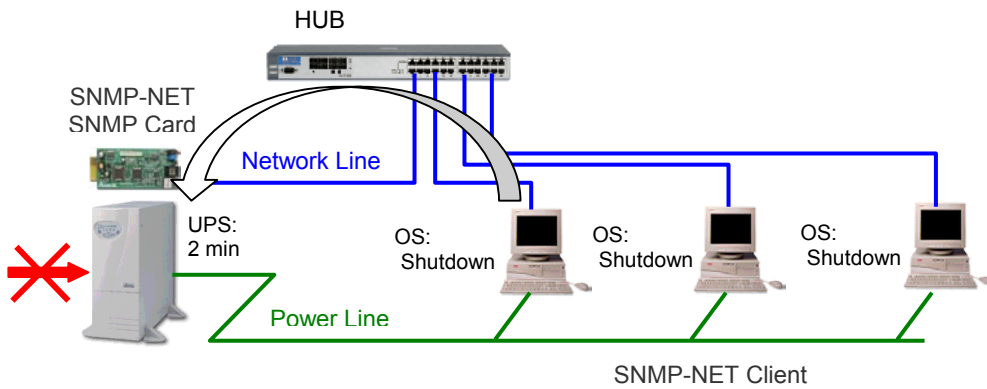 HUB
SNMP-NET
SNMP Card
Network Line
UPS:
2 min
OS:
Shutdown
OS:
Shutdown
OS:
Shutdown
Power Line
SNMP-NET Client